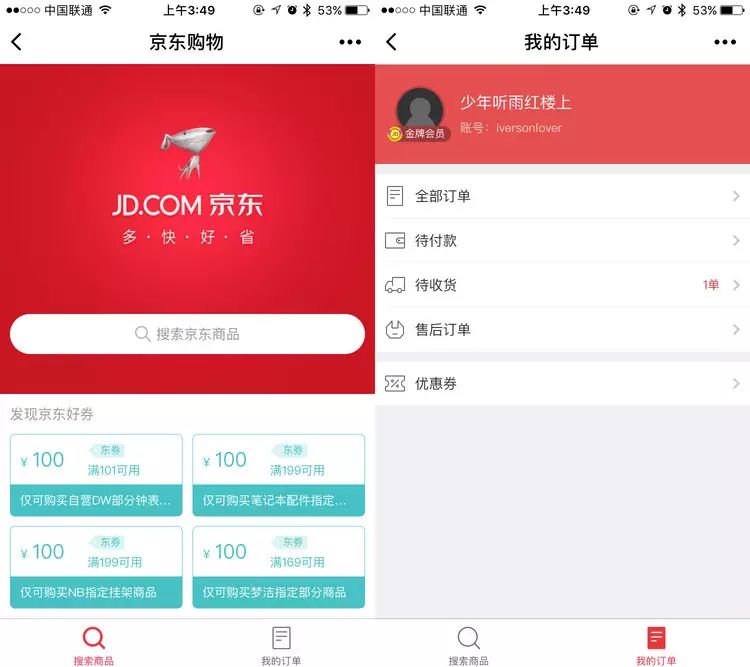 中国联通 上午3:49 53%
京东购物
JD.COM 京东
多·快·好·省
搜索京东商品
发现京东好券
¥100 东券 满101可用
仅可购买自营DW部分钟表...
¥100 东券 满199可用
仅可购买笔记本配件指定...
¥100 东券 满199可用
仅可购买NB指定挂架商品
¥100 东券 满169可用
仅可购买梦洁指定部分商品
搜索商品 我的订单
中国联通 上午3:49 53%
我的订单
少年听雨红楼上
账号：iversonlover
JD 金牌会员
全部订单
待付款
待收货 1单
售后订单
优惠券
搜索商品 我的订单